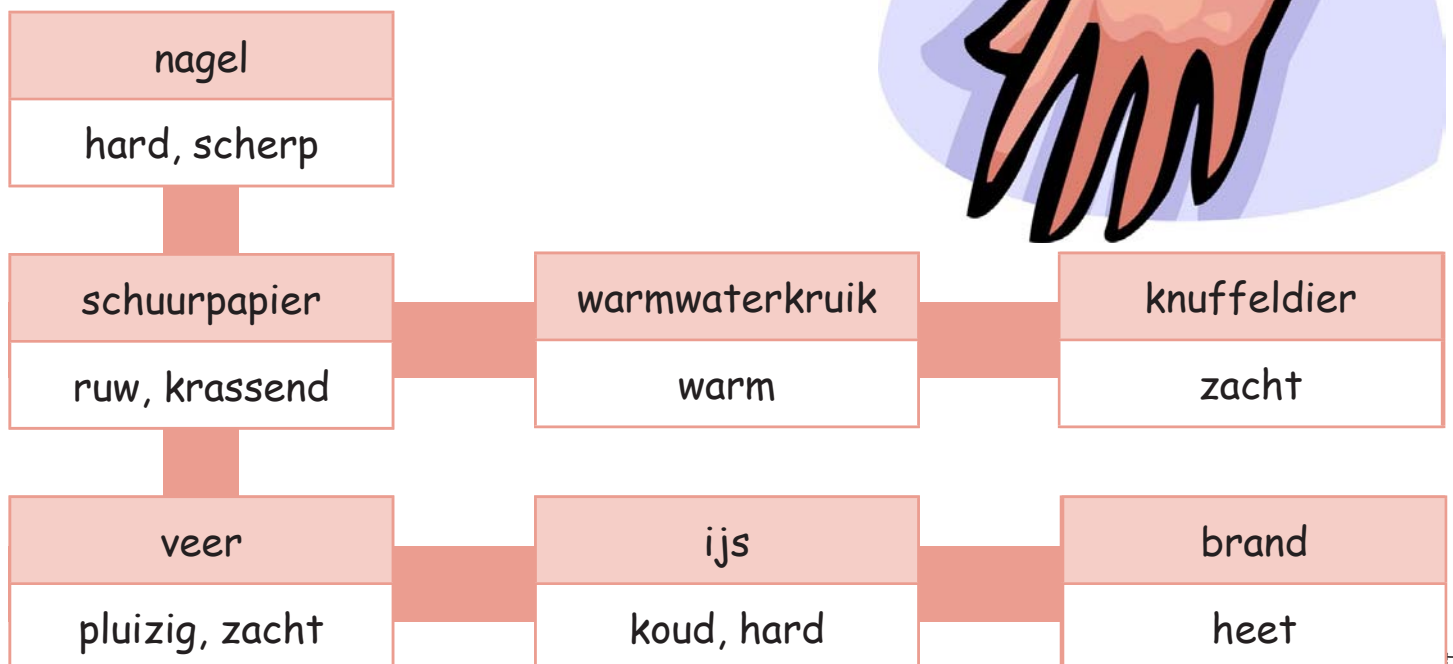 nagel
hard, scherp
schuurpapier
ruw, krassend
warmwaterkruik
warm
knuffeldier
zacht
veer
pluizig, zacht
ijs
koud, hard
brand
heet